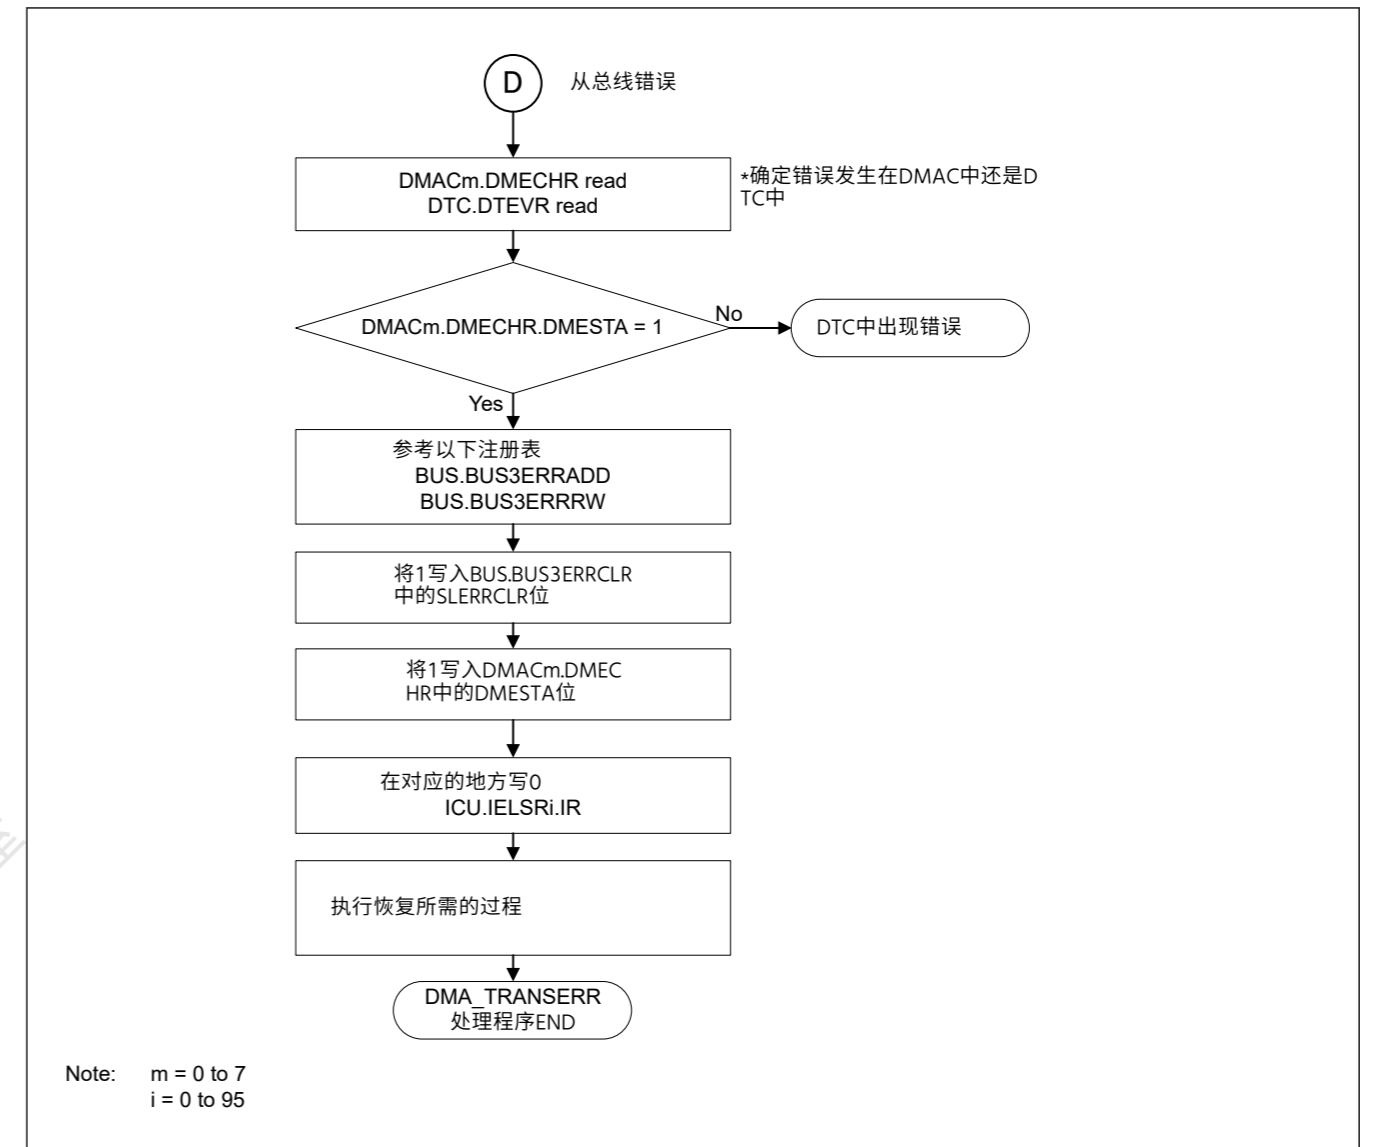 D
从总线错误
DMACm.DMECHR read
DTC.DTEVR read
*确定错误发生在DMAC中还是D
TC中
DMACm.DMECHR.DMESTA = 1
No
DTC中出现错误
Yes
参考以下注册表
BUS.BUS3ERRADD
BUS.BUS3ERRRW
将1写入BUS.BUS3ERRCLR
中的SLERRCLR位
将1写入DMACm.DMEC
HR中的DMESTA位
在对应的地方写0
ICU.IELSRi.IR
执行恢复所需的过程
DMA_TRANSERR
处理程序END
Note: m = 0 to 7
i = 0 to 95